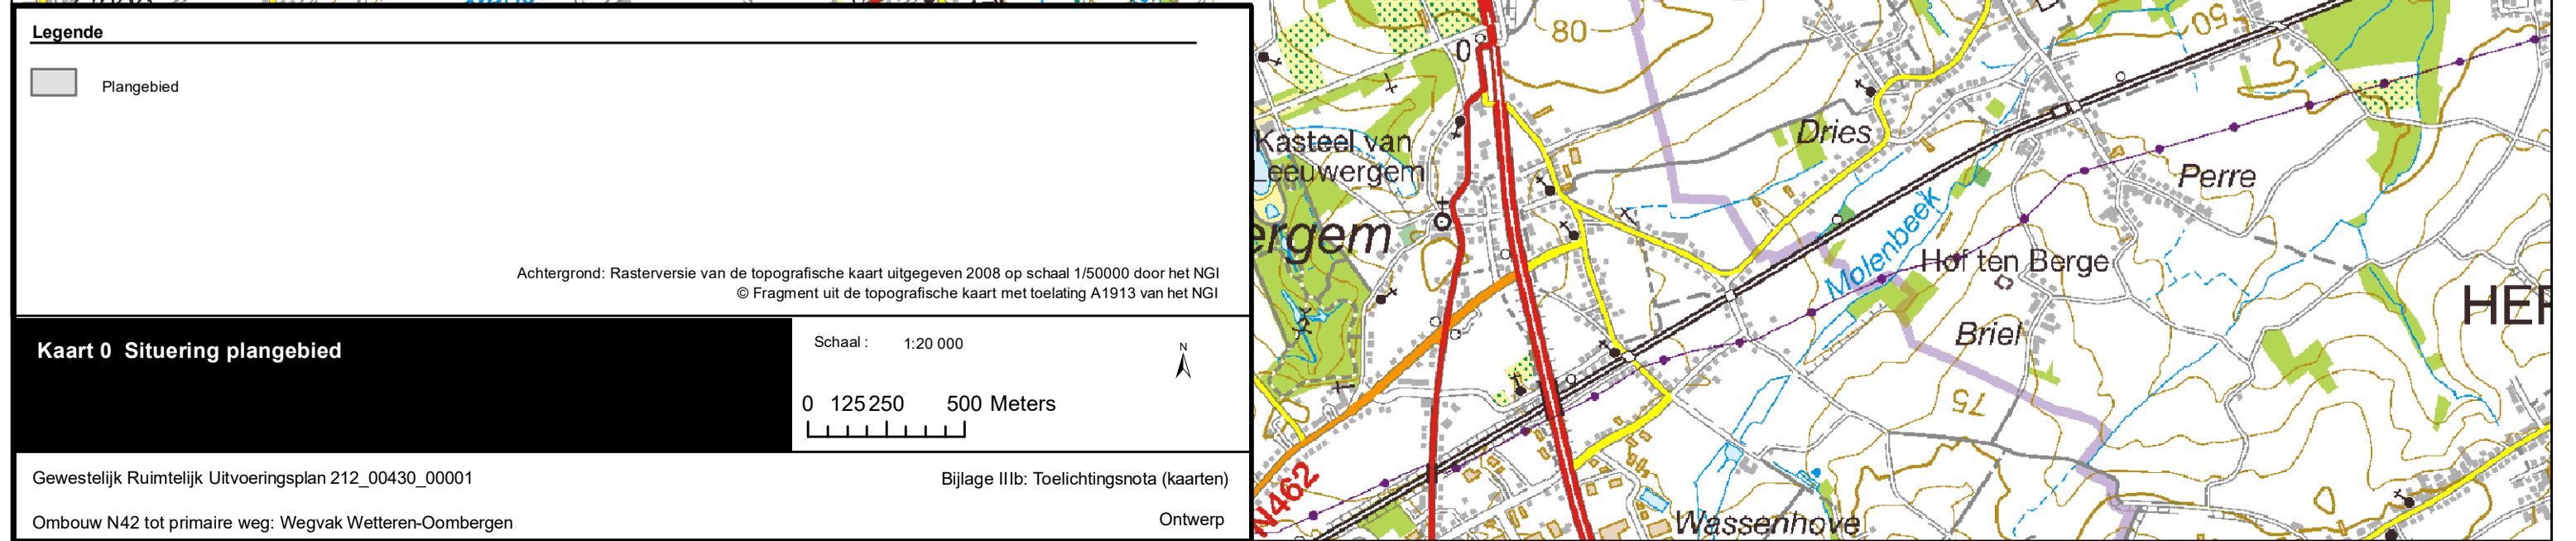 Legende
Plangebied
Achtergrond: Rasterversie van de topografische kaart uitgegeven 2008 op schaal 1/50000 door het NGI
© Fragment uit de topografische kaart met toelating A1913 van het NGI
Kaart 0 Situering plangebied
Schaal : 1:20 000
N
0 125 250 500 Meters
Gewestelijk Ruimtelijk Uitvoeringsplan 212_00430_00001
Bijlage IIIb: Toelichtingsnota (kaarten)
Ombouw N42 tot primaire weg: Wegvak Wetteren-Oombergen
Ontwerp
0
80
50
Kasteel van
Leeuwergem
Dries
Perre
ergem
Molenbeek
Hof ten Berge
Briel
HER
75
N462
Wassenhove